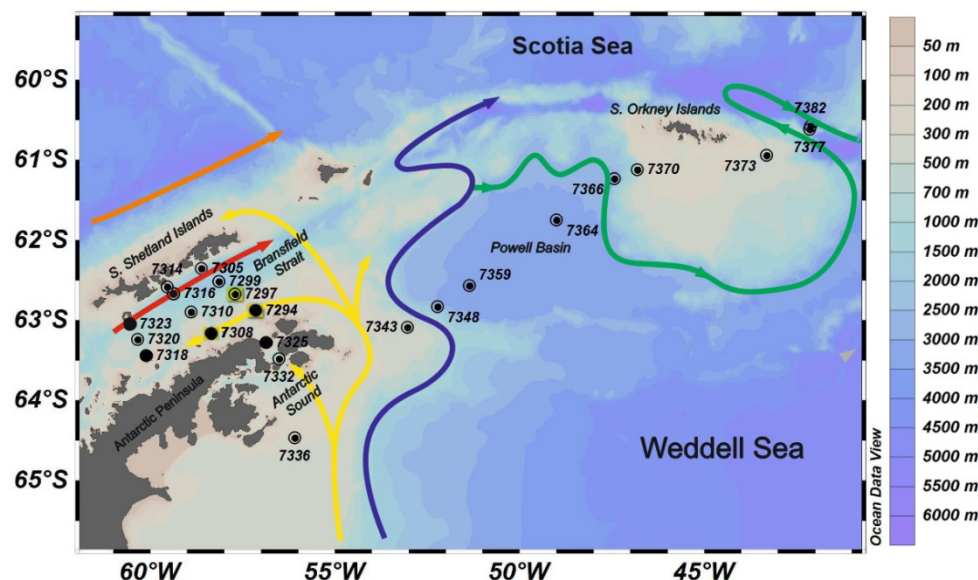 Scotia Sea
60°S
61°S
62°S
63°S
64°S
65°S
S. Orkney Islands
7382
7377
7373
7370
7366
7364
Powell Basin
7359
7348
7343
S. Shetland Islands
Bransfield
Strait
7314
7305
7299
7316
7297
7310
7294
7323
7320
7308
7318
7325
7332
Antarctic
Sound
Antarctic Peninsula
7336
Weddell Sea
60°W
55°W
50°W
45°W
Ocean Data View
50 m
100 m
200 m
300 m
500 m
700 m
1000 m
1500 m
2000 m
2500 m
3000 m
3500 m
4000 m
4500 m
5000 m
5500 m
6000 m